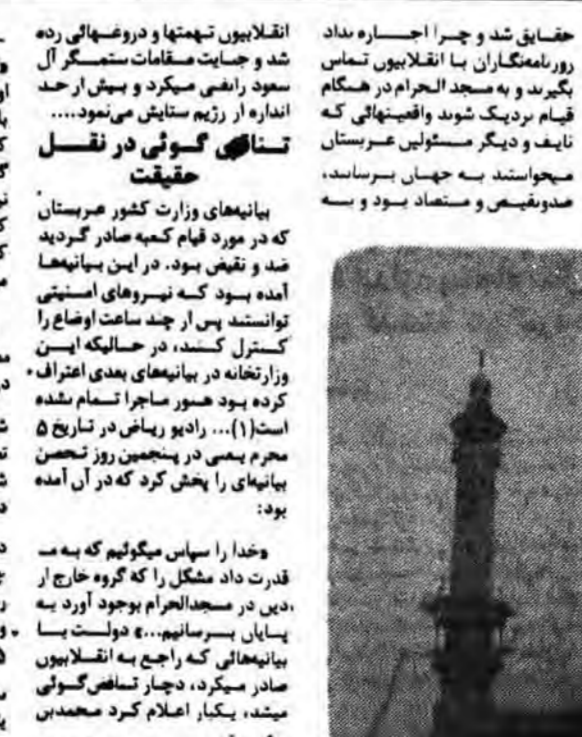 حقایق شد و چرا اجازه نداد
روزنامه‌نگاران با انقلابیون تماس
بگیرند و به مسجد الحرام در هنگام
قیام نزدیک شوند واقعیتهائی که
نایف و دیگر مسئولین عربستان
میخواستند به جهان برسانند،
ضدونقیض و متضاد بود و به
انقلابیون تهمتها و دروغهائی زده
شد و جنایت مقامات ستمگر آل
سعود را نفی میکرد و بیش از حد
اندازه از رژیم ستایش می‌نمود....
تناقض گوئی در نقل
حقیقت
بیانیه‌های وزارت کشور عربستان
که در مورد قیام کعبه صادر گردید
ضد و نقیض بود. در این بیانیه‌ها
آمده بود که نیروهای امنیتی
توانستند پس از چند ساعت اوضاع را
کنترل کنند، در حالیکه این
وزارتخانه در بیانیه‌های بعدی اعتراف
کرده بود هنوز ماجرا تمام نشده
است(۱)... رادیو ریاض در تاریخ ۵
محرم یعنی در پنجمین روز تحصن
بیانیه‌ای را پخش کرد که در آن آمده
بود:
«خدا را سپاس میگوئیم که به ما
قدرت داد مشکل را که گروه خارج از
دین در مسجدالحرام بوجود آورد به
پایان برسانیم...» دولت با
بیانیه‌هائی که راجع به انقلابیون
صادر میکرد، دچار تناقض‌گوئی
میشد، یکبار اعلام کرد محمدبن